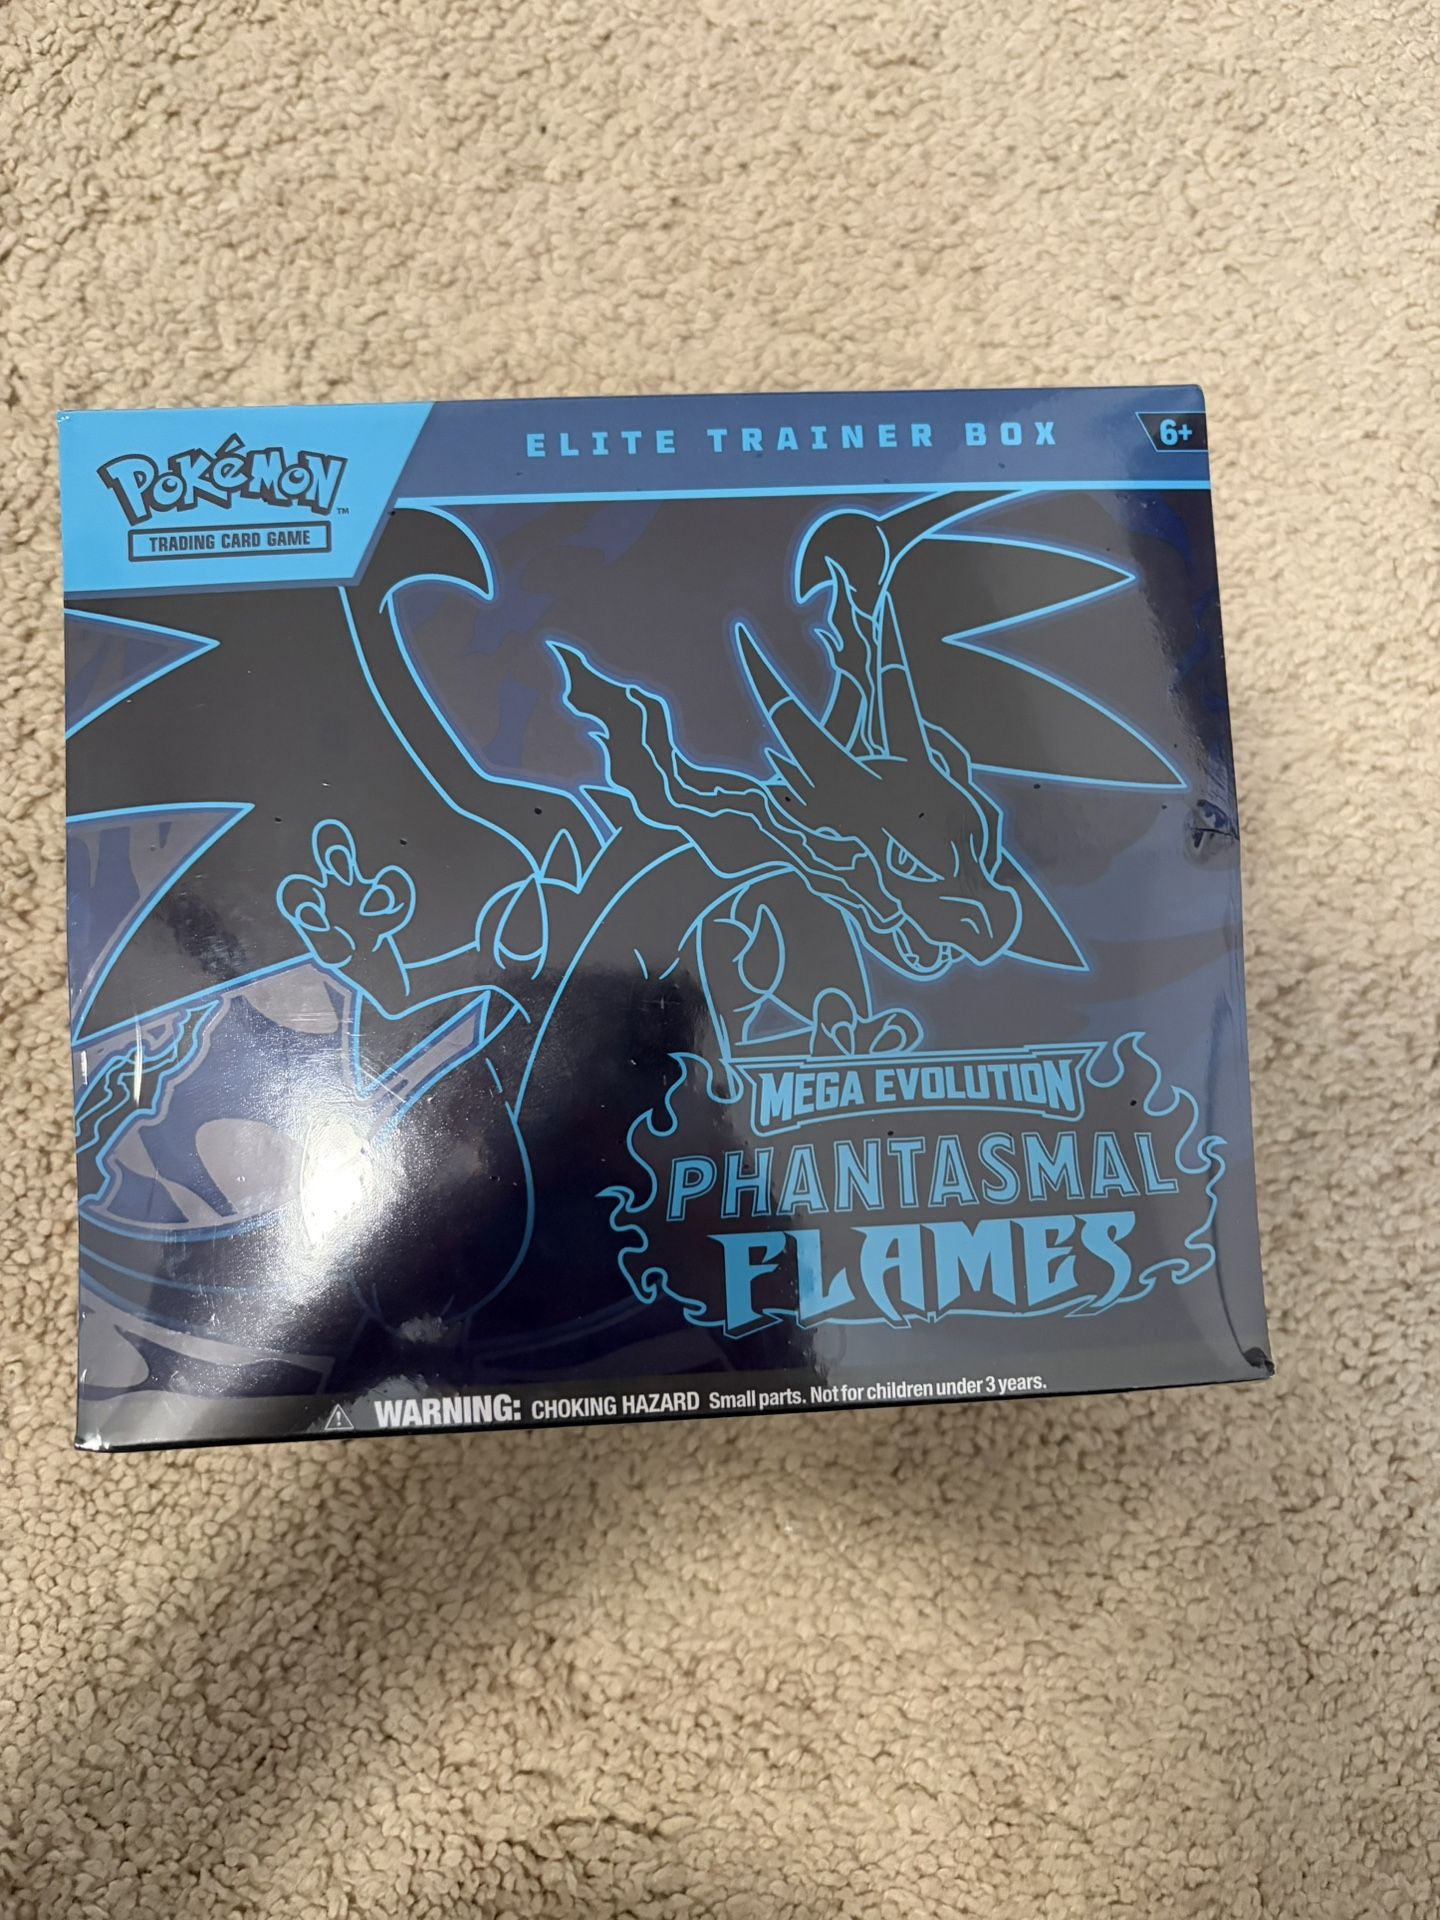 POKéMON™
TRADING CARD GAME
ELITE TRAINER BOX
6+
MEGA EVOLUTION
PHANTASMAL
FLAMES
WARNING: CHOKING HAZARD Small parts. Not for children under 3 years.